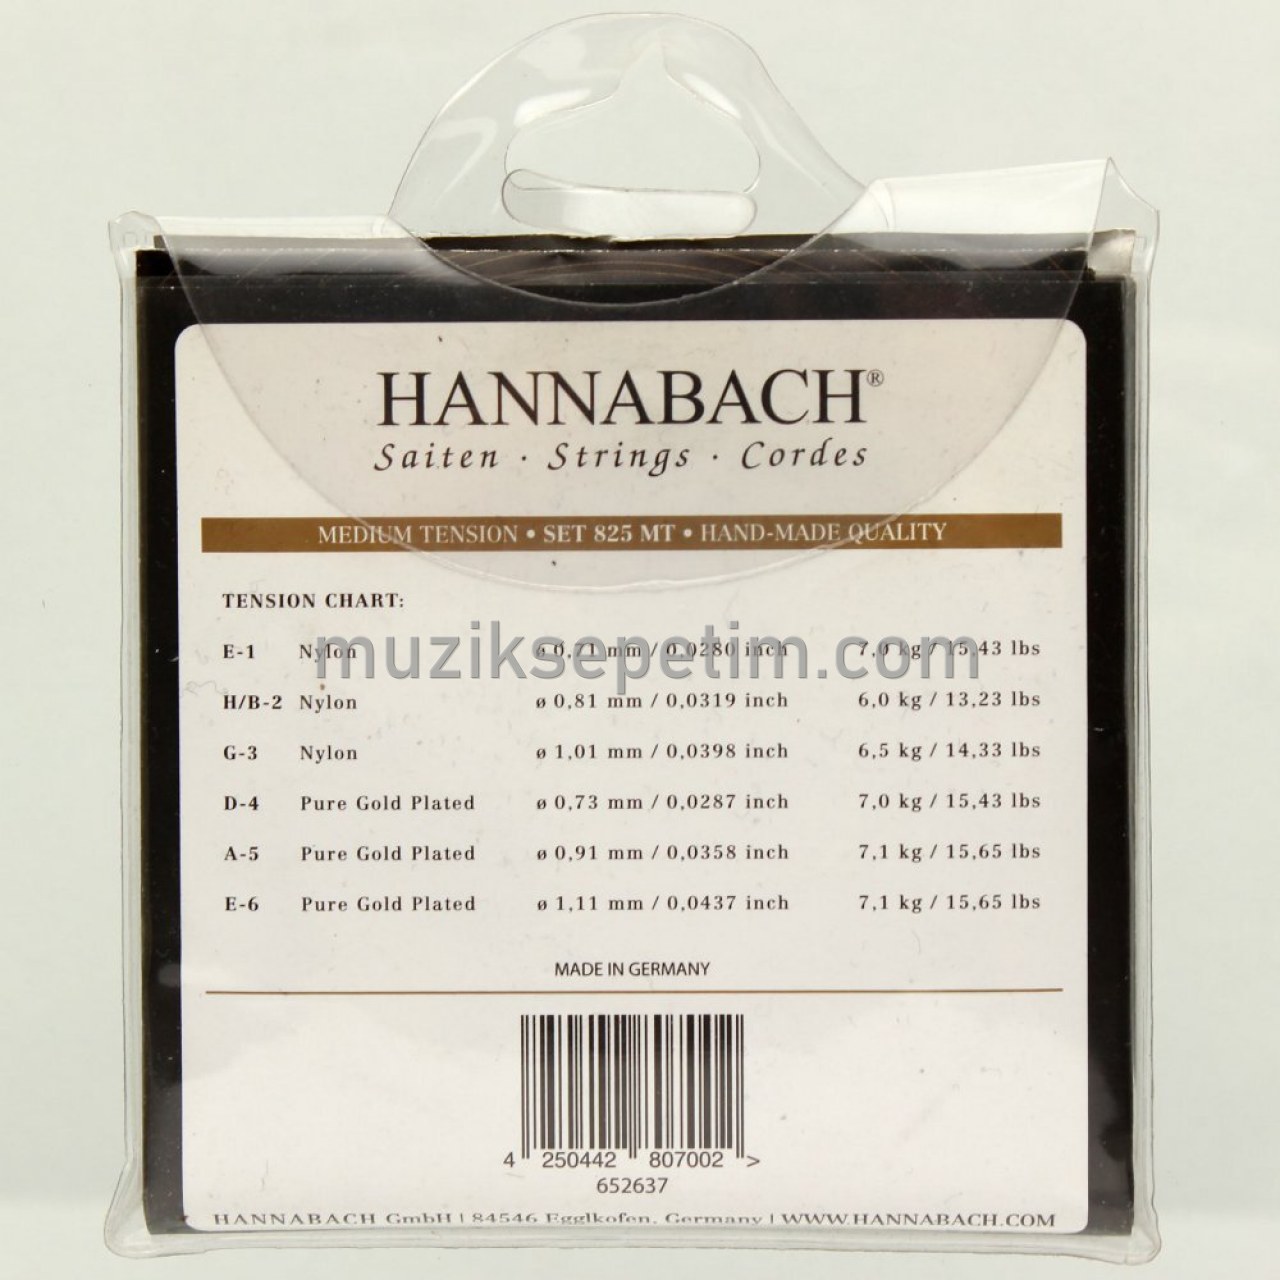 HANNABACH®
Saiten · Strings · Cordes
MEDIUM TENSION • SET 825 MT • HAND-MADE QUALITY
TENSION CHART:
E-1 Nylon ø 0,71 mm / 0,0280 inch 7,0 kg / 15,43 lbs
muziksepetim.com
H/B-2 Nylon ø 0,81 mm / 0,0319 inch 6,0 kg / 13,23 lbs
G-3 Nylon ø 1,01 mm / 0,0398 inch 6,5 kg / 14,33 lbs
D-4 Pure Gold Plated ø 0,73 mm / 0,0287 inch 7,0 kg / 15,43 lbs
A-5 Pure Gold Plated ø 0,91 mm / 0,0358 inch 7,1 kg / 15,65 lbs
E-6 Pure Gold Plated ø 1,11 mm / 0,0437 inch 7,1 kg / 15,65 lbs
MADE IN GERMANY
4 250442 807002 >
652637
HANNABACH GmbH | 84546 Egglkofen, Germany | WWW.HANNABACH.COM